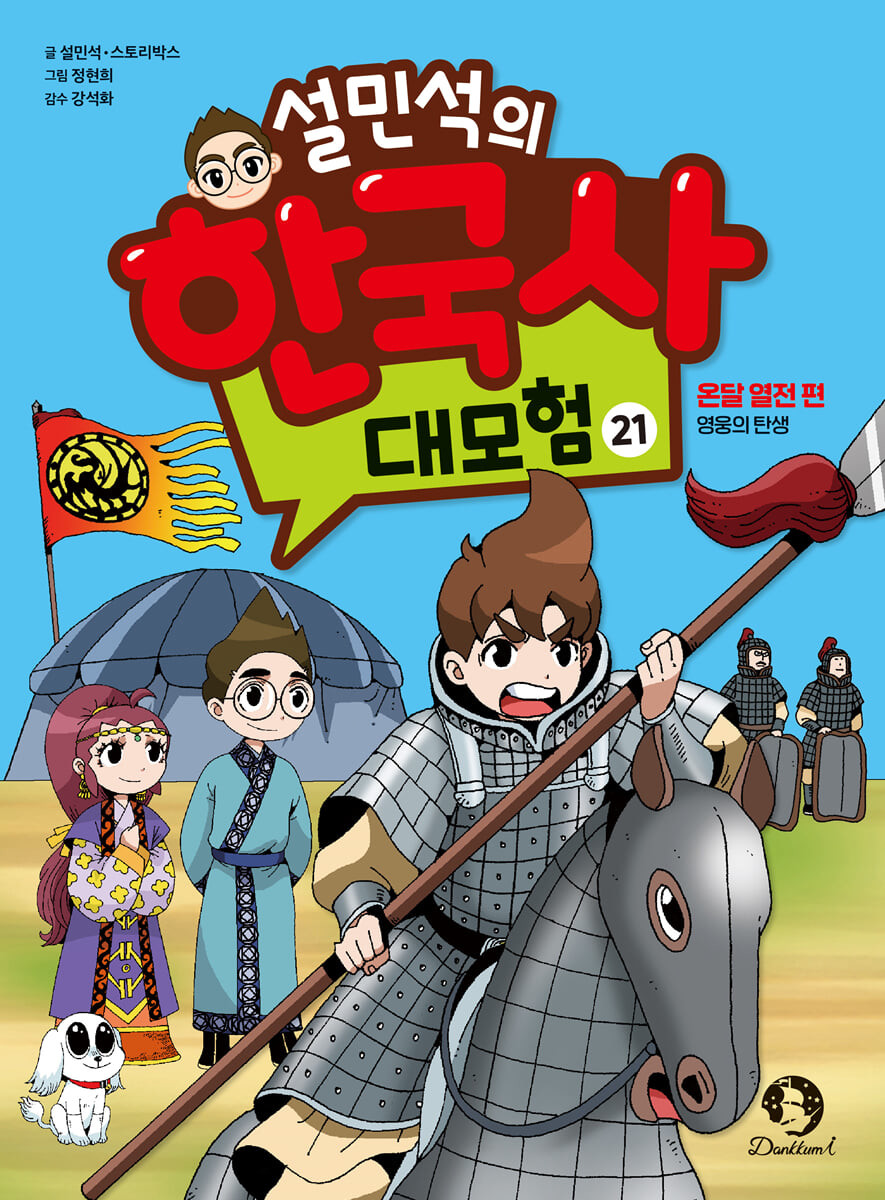 글 설민석·스토리박스
그림 정현희
감수 강석화
설민석의
한국사
대모험 21
온달 열전 편
영웅의 탄생
Dankkumi